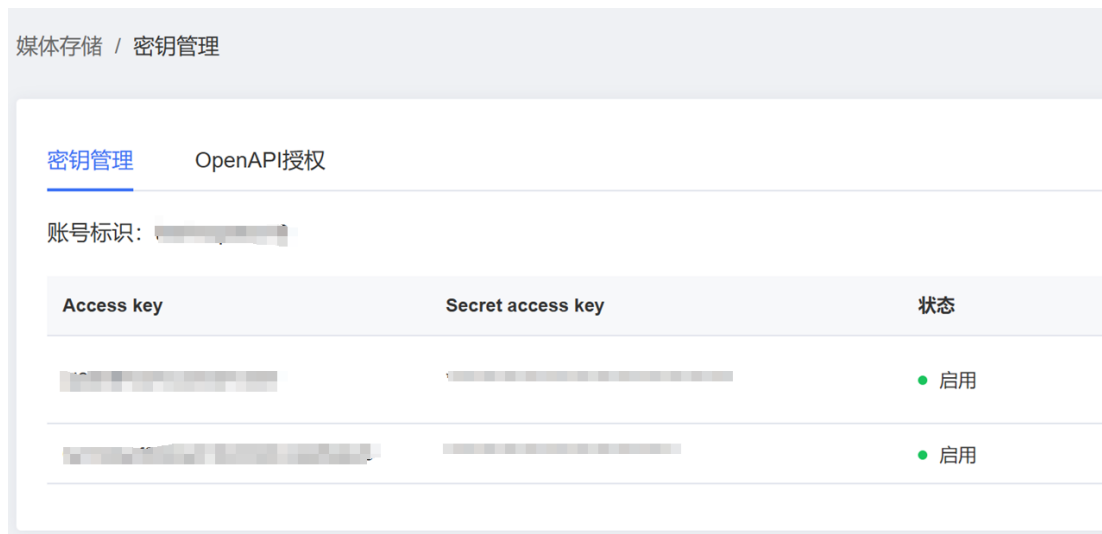 媒体存储 / 密钥管理
密钥管理 OpenAPI授权
账号标识：
Access key Secret access key 状态
启用
启用